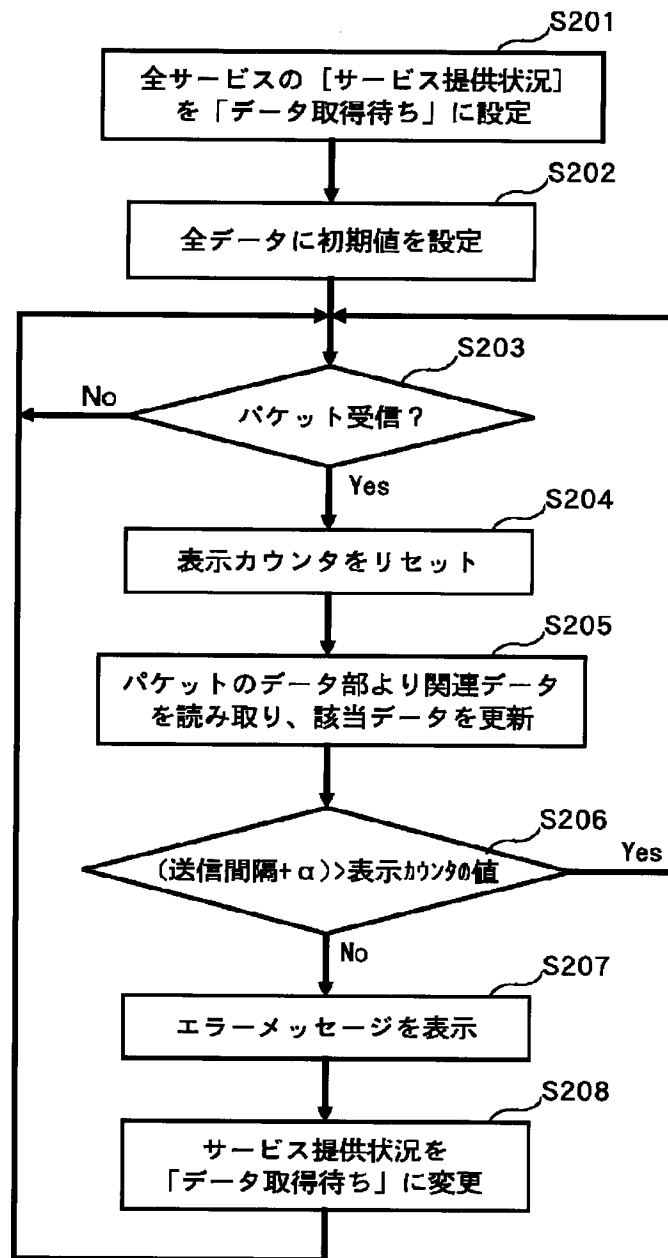 S201
全サービスの［サービス提供状況］
を「データ取得待ち」に設定
S202
全データに初期値を設定
S203
No
パケット受信？
Yes
S204
表示カウンタをリセット
S205
パケットのデータ部より関連データ
を読み取り、該当データを更新
S206
(送信間隔+α)>表示ｶｳﾝﾀの値
Yes
No
S207
エラーメッセージを表示
S208
サービス提供状況を
「データ取得待ち」に変更